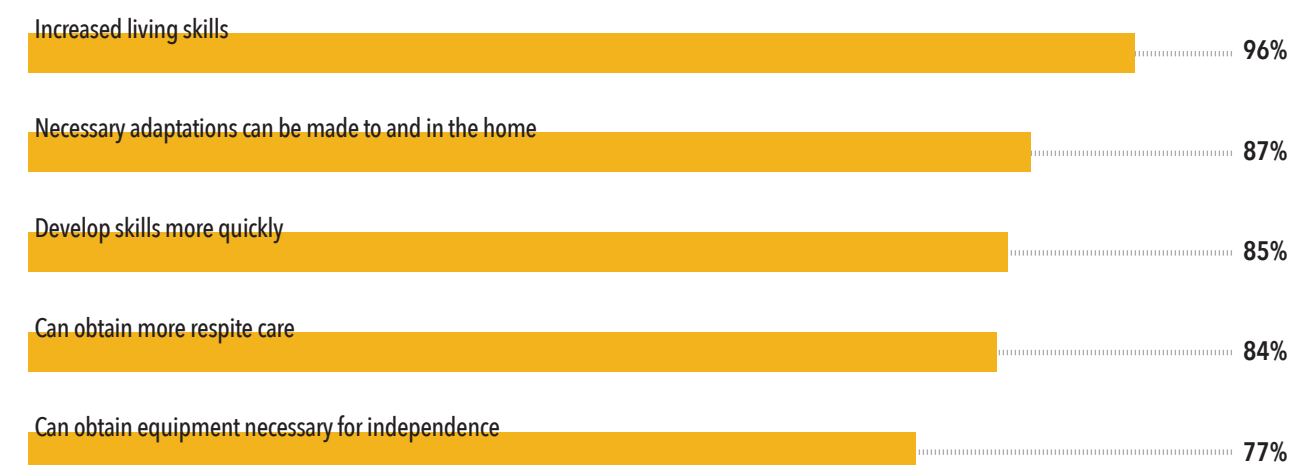 Increased living skills
96%
Necessary adaptations can be made to and in the home
87%
Develop skills more quickly
85%
Can obtain more respite care
84%
Can obtain equipment necessary for independence
77%